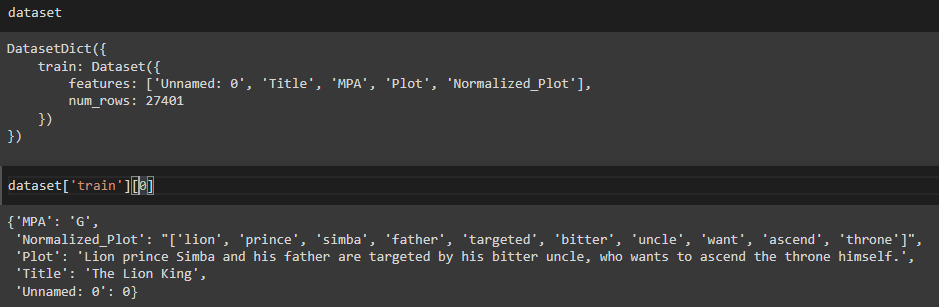 dataset
DatasetDict({
    train: Dataset({
        features: ['Unnamed: 0', 'Title', 'MPA', 'Plot', 'Normalized_Plot'],
        num_rows: 27401
    })
})
dataset['train'][0]
{'MPA': 'G',
 'Normalized_Plot': "['lion', 'prince', 'simba', 'father', 'targeted', 'bitter', 'uncle', 'want', 'ascend', 'throne']",
 'Plot': 'Lion prince Simba and his father are targeted by his bitter uncle, who wants to ascend the throne himself.',
 'Title': 'The Lion King',
 'Unnamed: 0': 0}